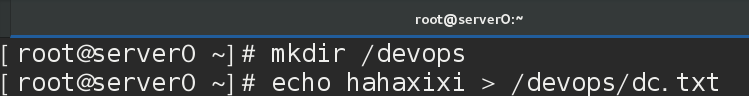 root@server0:~
[root@server0 ~]# mkdir /devops
[root@server0 ~]# echo hahaxixi > /devops/dc.txt